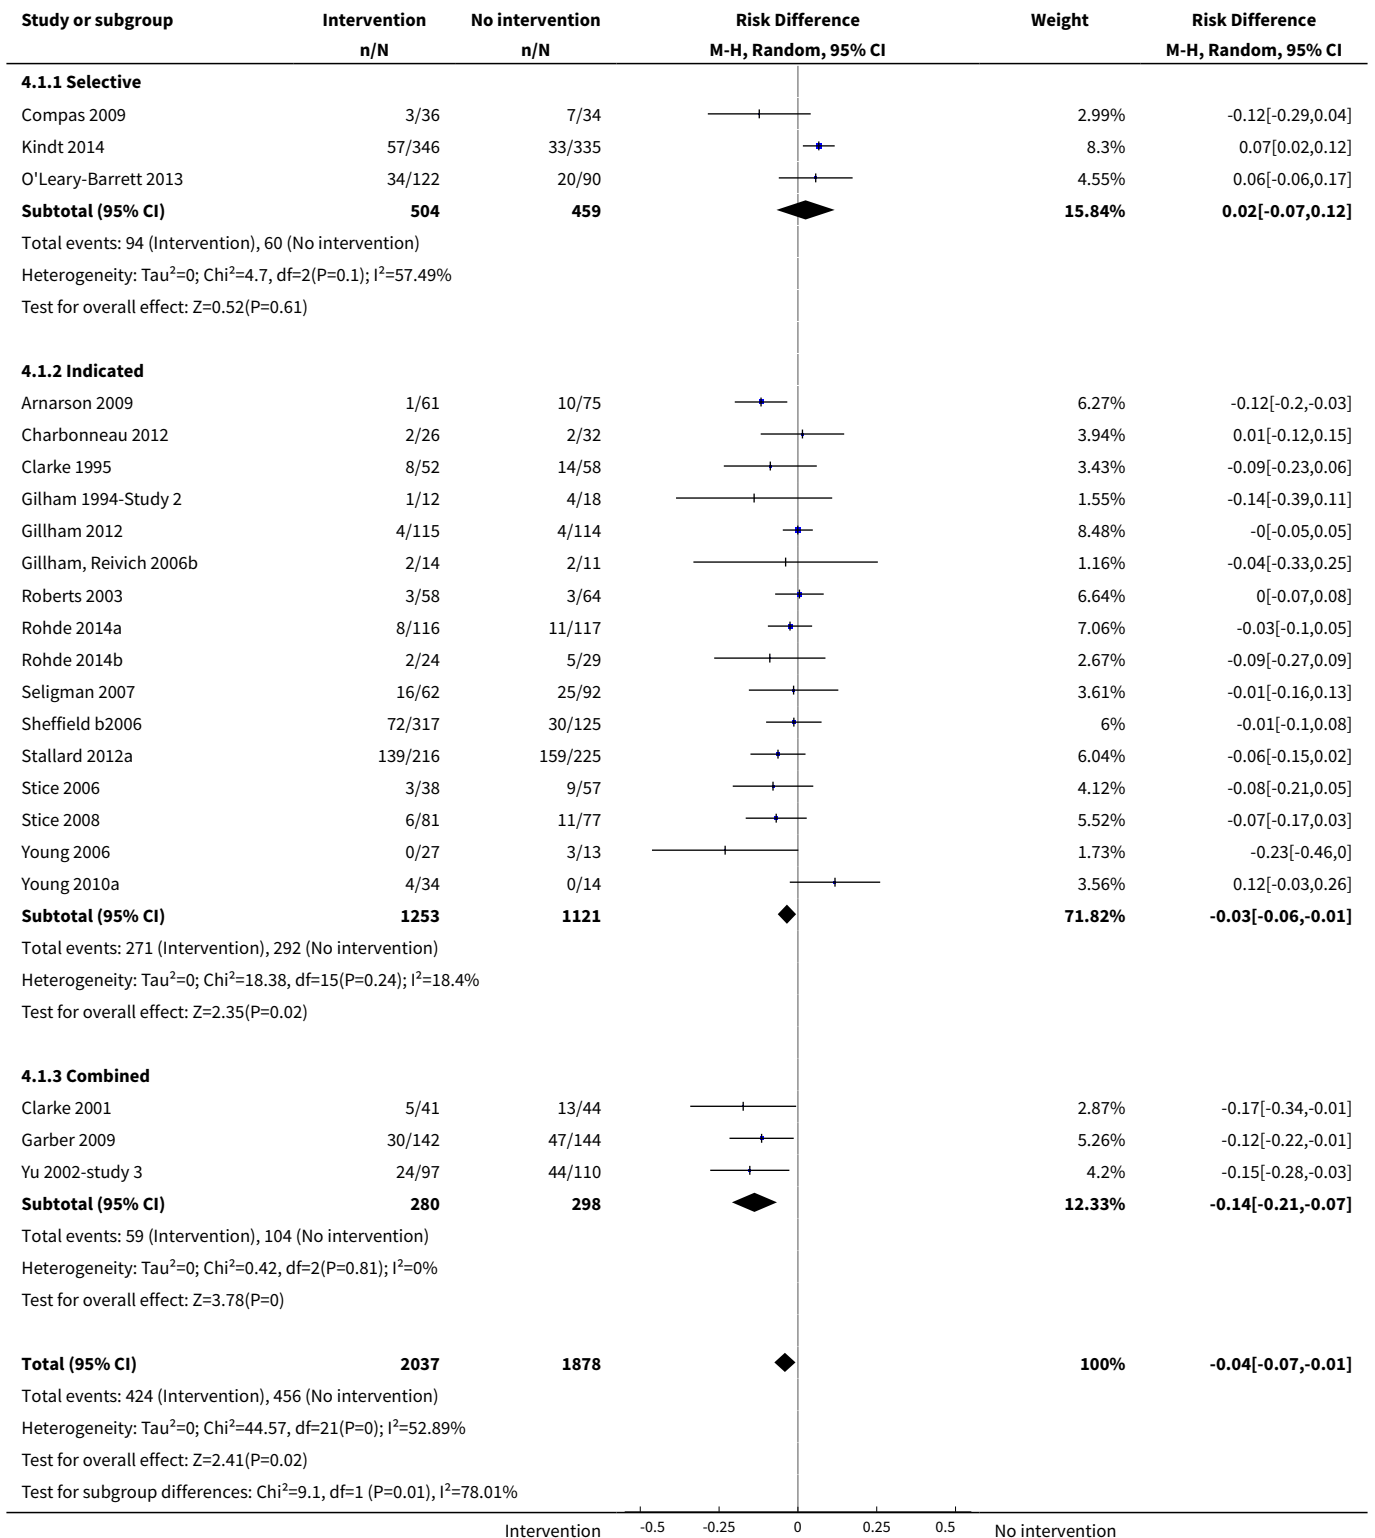 Study or subgroup Intervention No intervention Risk Difference Weight Risk Difference
n/N n/N M-H, Random, 95% CI M-H, Random, 95% CI
4.1.1 Selective
Compas 2009 3/36 7/34 2.99% -0.12[-0.29,0.04]
Kindt 2014 57/346 33/335 8.3% 0.07[0.02,0.12]
O'Leary-Barrett 2013 34/122 20/90 4.55% 0.06[-0.06,0.17]
Subtotal (95% CI) 504 459 15.84% 0.02[-0.07,0.12]
Total events: 94 (Intervention), 60 (No intervention)
Heterogeneity: Tau²=0; Chi²=4.7, df=2(P=0.1); I²=57.49%
Test for overall effect: Z=0.52(P=0.61)
4.1.2 Indicated
Arnarson 2009 1/61 10/75 6.27% -0.12[-0.2,-0.03]
Charbonneau 2012 2/26 2/32 3.94% 0.01[-0.12,0.15]
Clarke 1995 8/52 14/58 3.43% -0.09[-0.23,0.06]
Gilham 1994-Study 2 1/12 4/18 1.55% -0.14[-0.39,0.11]
Gillham 2012 4/115 4/114 8.48% -0[-0.05,0.05]
Gillham, Reivich 2006b 2/14 2/11 1.16% -0.04[-0.33,0.25]
Roberts 2003 3/58 3/64 6.64% 0[-0.07,0.08]
Rohde 2014a 8/116 11/117 7.06% -0.03[-0.1,0.05]
Rohde 2014b 2/24 5/29 2.67% -0.09[-0.27,0.09]
Seligman 2007 16/62 25/92 3.61% -0.01[-0.16,0.13]
Sheffield b2006 72/317 30/125 6% -0.01[-0.1,0.08]
Stallard 2012a 139/216 159/225 6.04% -0.06[-0.15,0.02]
Stice 2006 3/38 9/57 4.12% -0.08[-0.21,0.05]
Stice 2008 6/81 11/77 5.52% -0.07[-0.17,0.03]
Young 2006 0/27 3/13 1.73% -0.23[-0.46,0]
Young 2010a 4/34 0/14 3.56% 0.12[-0.03,0.26]
Subtotal (95% CI) 1253 1121 71.82% -0.03[-0.06,-0.01]
Total events: 271 (Intervention), 292 (No intervention)
Heterogeneity: Tau²=0; Chi²=18.38, df=15(P=0.24); I²=18.4%
Test for overall effect: Z=2.35(P=0.02)
4.1.3 Combined
Clarke 2001 5/41 13/44 2.87% -0.17[-0.34,-0.01]
Garber 2009 30/142 47/144 5.26% -0.12[-0.22,-0.01]
Yu 2002-study 3 24/97 44/110 4.2% -0.15[-0.28,-0.03]
Subtotal (95% CI) 280 298 12.33% -0.14[-0.21,-0.07]
Total events: 59 (Intervention), 104 (No intervention)
Heterogeneity: Tau²=0; Chi²=0.42, df=2(P=0.81); I²=0%
Test for overall effect: Z=3.78(P=0)
Total (95% CI) 2037 1878 100% -0.04[-0.07,-0.01]
Total events: 424 (Intervention), 456 (No intervention)
Heterogeneity: Tau²=0; Chi²=44.57, df=21(P=0); I²=52.89%
Test for overall effect: Z=2.41(P=0.02)
Test for subgroup differences: Chi²=9.1, df=1 (P=0.01), I²=78.01%
Intervention -0.5 -0.25 0 0.25 0.5 No intervention